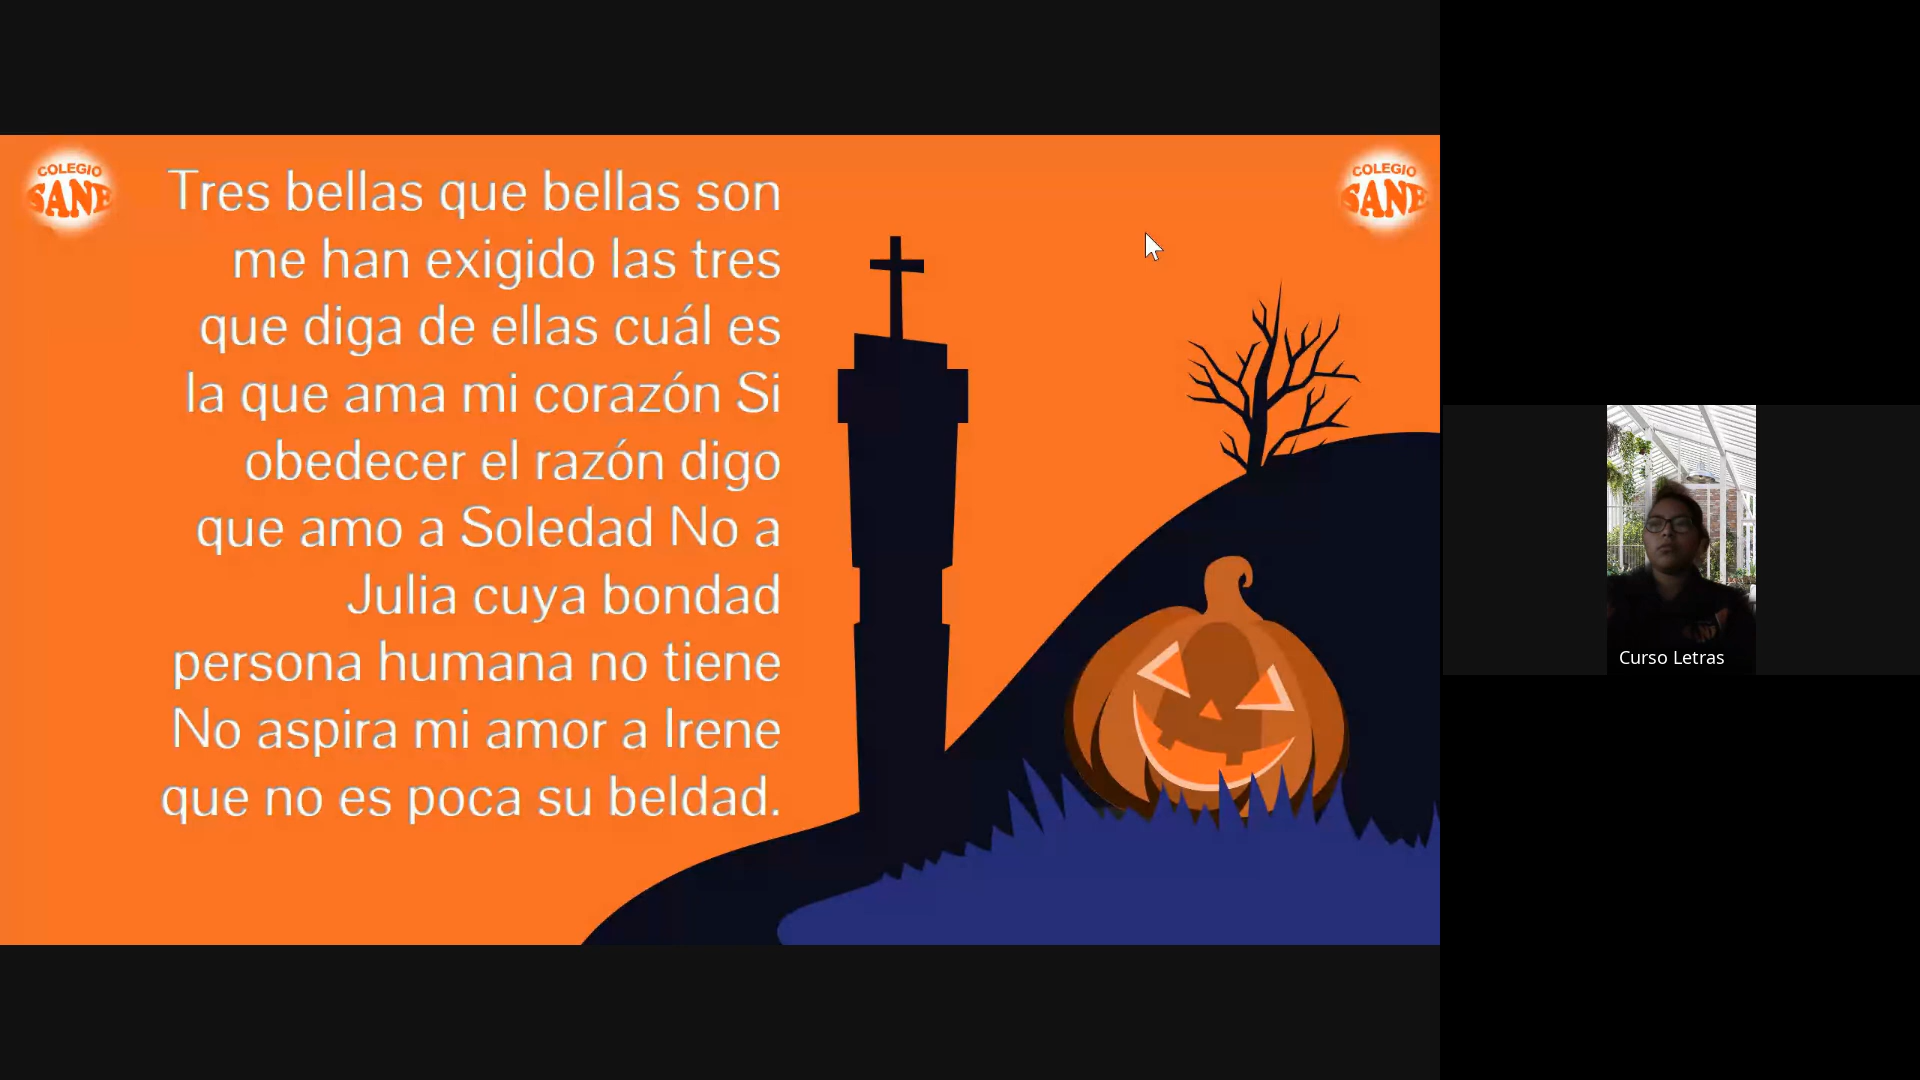 COLEGIO
SANE
COLEGIO
SANE
Tres bellas que bellas son
me han exigido las tres
que diga de ellas cuál es
la que ama mi corazón Si
obedecer el razón digo
que amo a Soledad No a
Julia cuya bondad
persona humana no tiene
No aspira mi amor a Irene
que no es poca su beldad.
SANE
Curso Letras